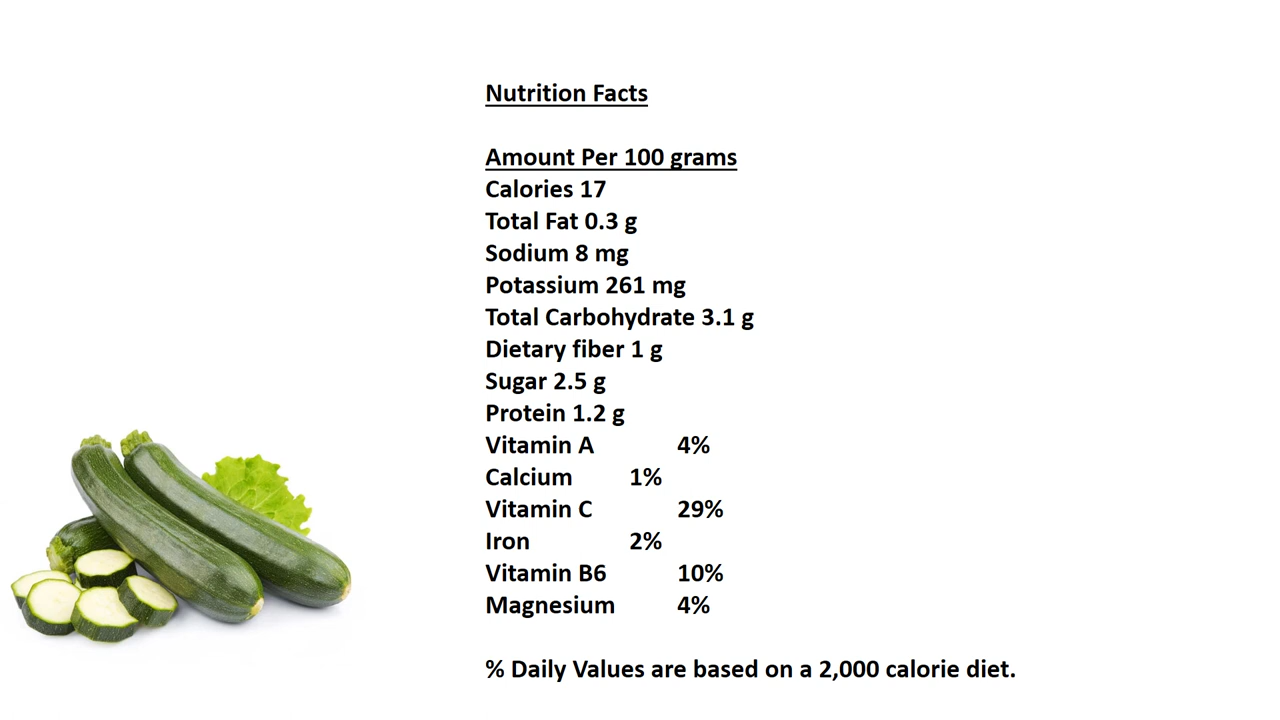 Nutrition Facts
Amount Per 100 grams
Calories 17
Total Fat 0.3 g
Sodium 8 mg
Potassium 261 mg
Total Carbohydrate 3.1 g
Dietary fiber 1 g
Sugar 2.5 g
Protein 1.2 g
Vitamin A 4%
Calcium 1%
Vitamin C 29%
Iron 2%
Vitamin B6 10%
Magnesium 4%
% Daily Values are based on a 2,000 calorie diet.